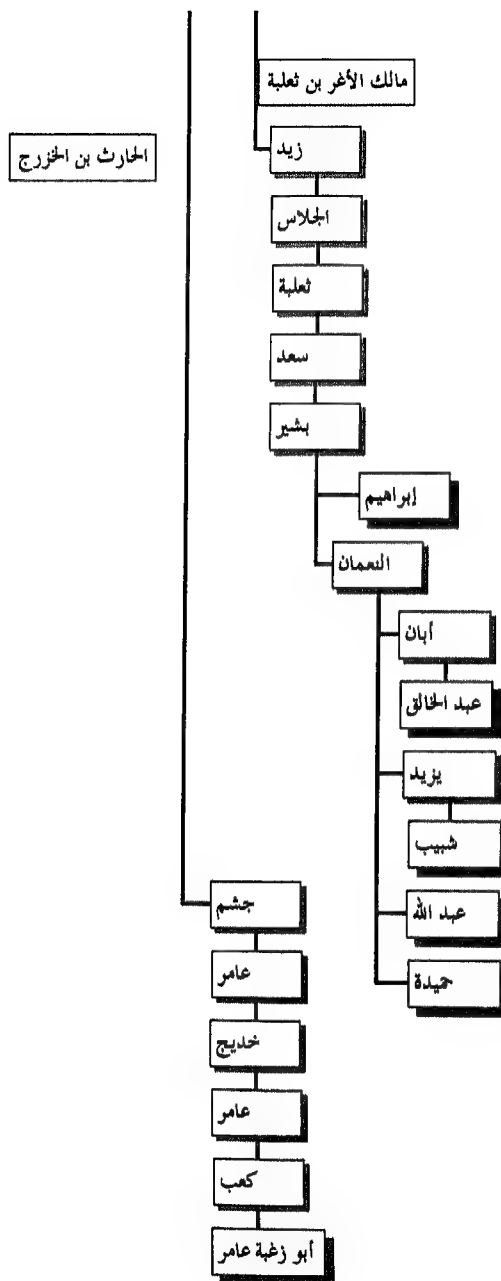 مالك الأغر بن ثعلبة
الحارث بن الخزرج
زيد
الجلاس
ثعلبة
سعد
بشير
إبراهيم
النعمان
أبان
عبد الخالق
يزيد
شبيب
عبد الله
حميدة
جشم
عامر
خديج
عامر
كعب
أبو زغبة عامر